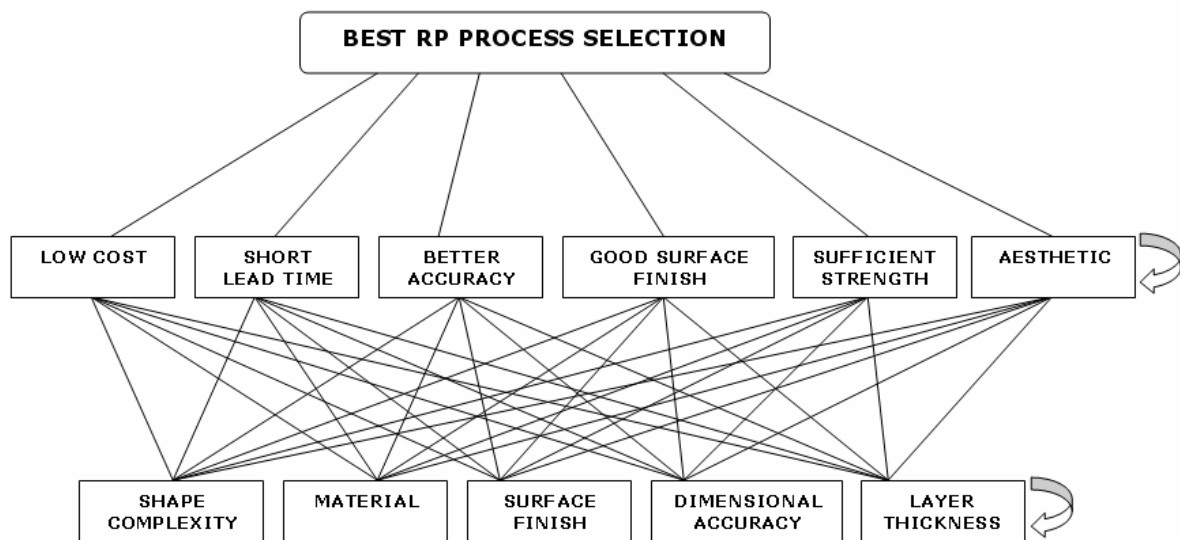 BEST RP PROCESS SELECTION
LOW COST
SHORT
LEAD TIME
BETTER
ACCURACY
GOOD SURFACE
FINISH
SUFFICIENT
STRENGTH
AESTHETIC
SHAPE
COMPLEXITY
MATERIAL
SURFACE
FINISH
DIMENSIONAL
ACCURACY
LAYER
THICKNESS